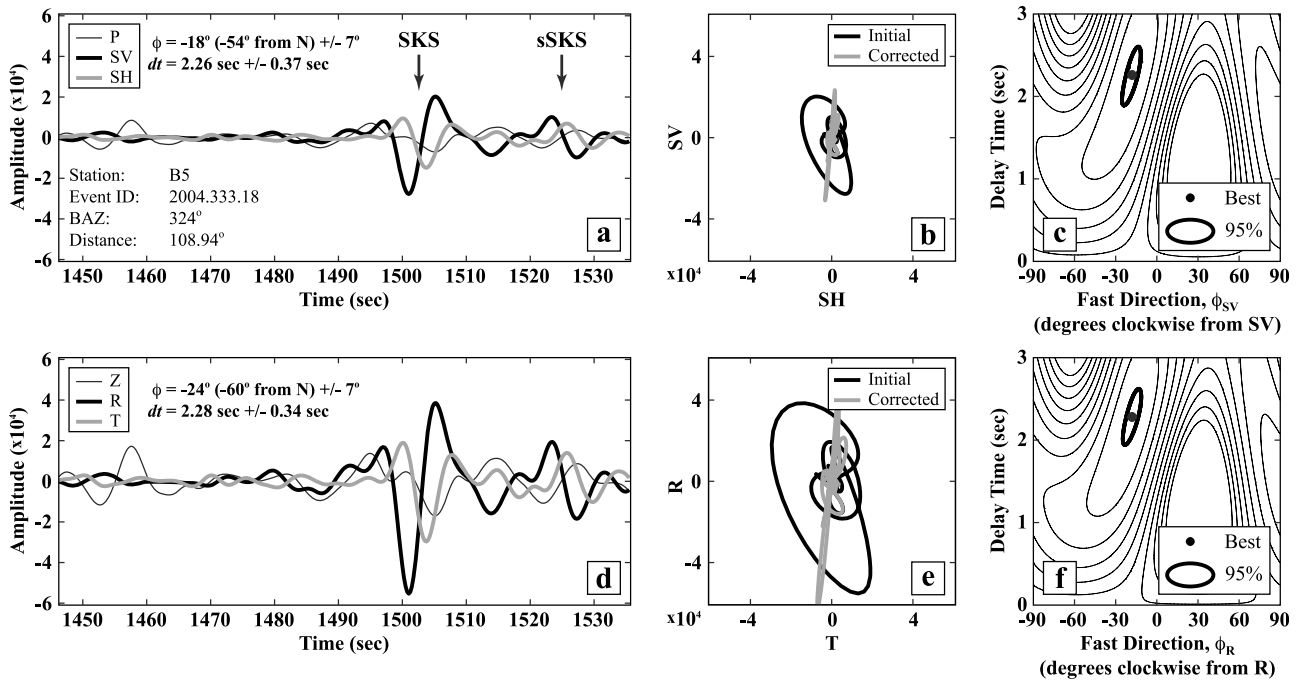 6
4
2
0
-2
-4
-6
Amplitude (x10⁴)
P
SV
SH
ϕ = -18° (-54° from N) +/- 7°
dt = 2.26 sec +/- 0.37 sec
SKS
sSKS
Station: B5
Event ID: 2004.333.18
BAZ: 324°
Distance: 108.94°
a
1450 1460 1470 1480 1490 1500 1510 1520 1530
Time (sec)
4
0
-4
SV
Initial
Corrected
b
x10⁴ -4 0 4
SH
3
2
1
0
Delay Time (sec)
c
Best
95%
-90 -60 -30 0 30 60 90
Fast Direction, ϕSV
(degrees clockwise from SV)
6
4
2
0
-2
-4
-6
Amplitude (x10⁴)
Z
R
T
ϕ = -24° (-60° from N) +/- 7°
dt = 2.28 sec +/- 0.34 sec
d
1450 1460 1470 1480 1490 1500 1510 1520 1530
Time (sec)
4
0
-4
R
Initial
Corrected
e
x10⁴ -4 0 4
T
3
2
1
0
Delay Time (sec)
f
Best
95%
-90 -60 -30 0 30 60 90
Fast Direction, ϕR
(degrees clockwise from R)